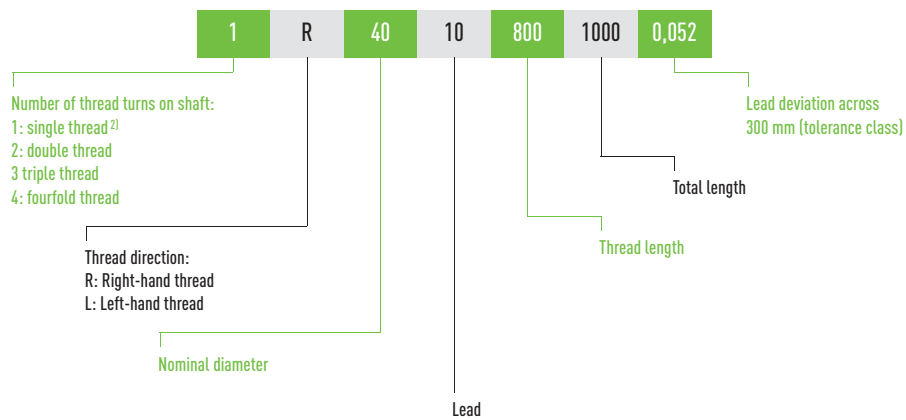 1 R 40 10 800 1000 0,052
Number of thread turns on shaft:
1: single thread 2)
2: double thread
3 triple thread
4: fourfold thread
Lead deviation across
300 mm (tolerance class)
Total length
Thread length
Thread direction:
R: Right-hand thread
L: Left-hand thread
Nominal diameter
Lead